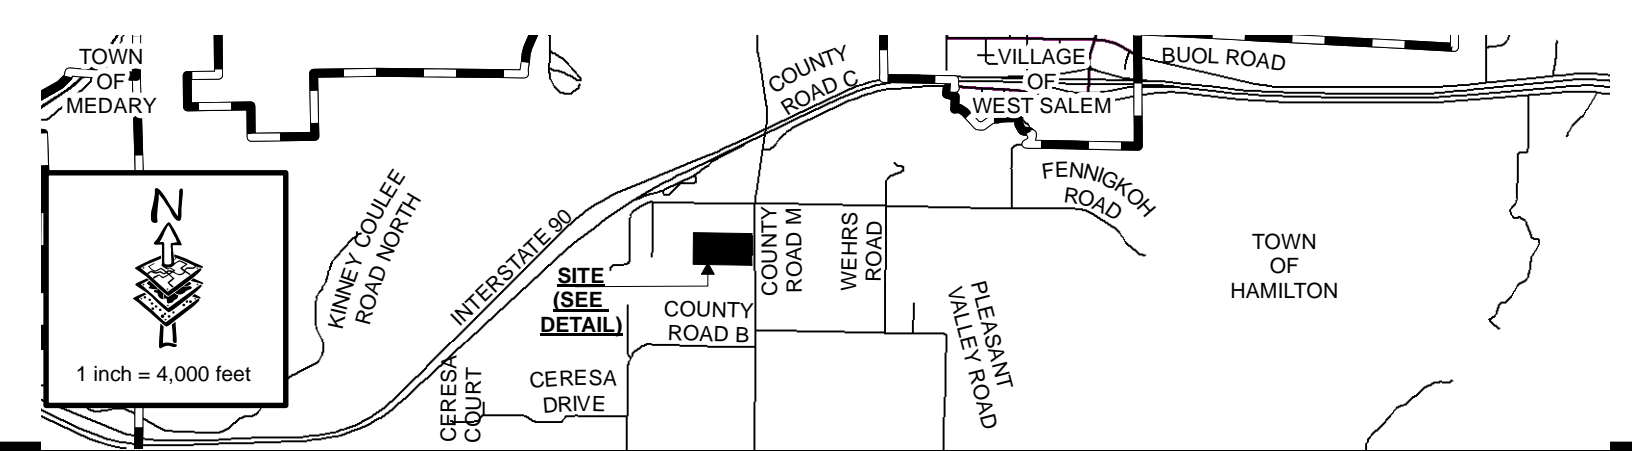 TOWN
OF
MEDARY
COUNTY
ROAD C
VILLAGE
OF
WEST SALEM
BUOL ROAD
N
1 inch = 4,000 feet
KINNEY COULEE
ROAD NORTH
INTERSTATE 90
SITE
(SEE
DETAIL)
COUNTY
ROAD M
WEHRS
ROAD
FENNIGKOH
ROAD
TOWN
OF
HAMILTON
COUNTY
ROAD B
PLEASANT
VALLEY ROAD
CERESA
COURT
CERESA
DRIVE